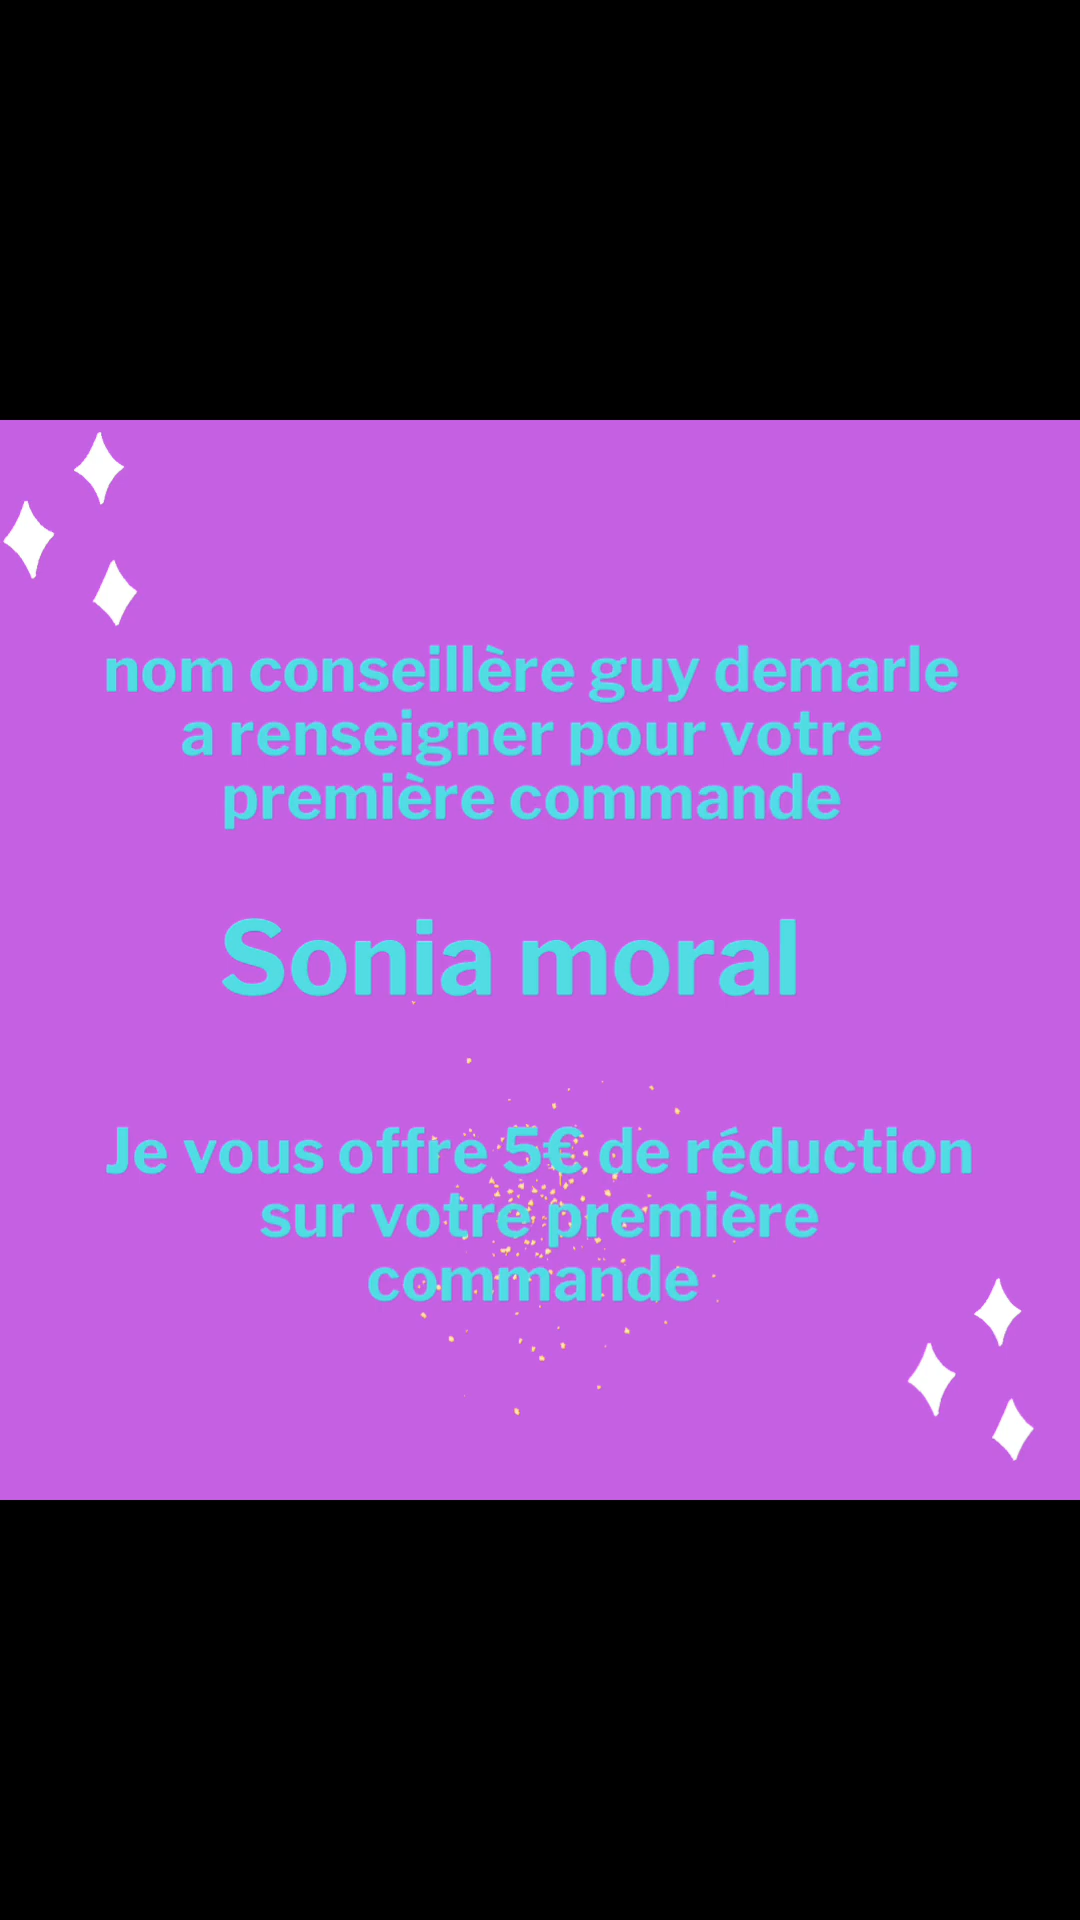 nom conseillère guy demarle
a renseigner pour votre
première commande
Sonia moral
Je vous offre 5€ de réduction
sur votre première
commande